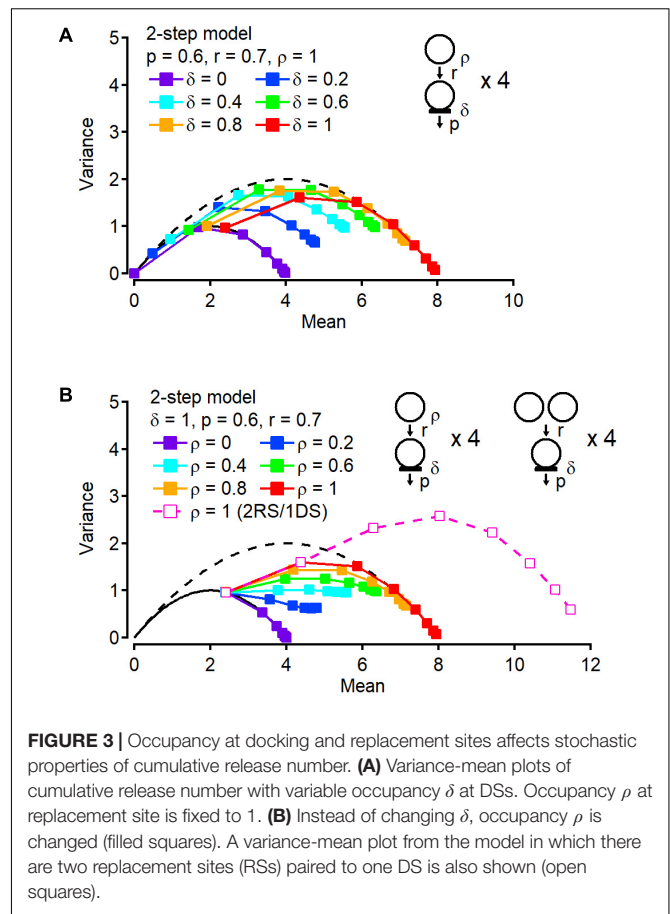 A
2-step model
p = 0.6, r = 0.7, ρ = 1
δ = 0
δ = 0.2
δ = 0.4
δ = 0.6
δ = 0.8
δ = 1
ρ
r
δ
p
x 4
5
4
3
2
1
0
Variance
0 2 4 6 8 10
Mean
B
2-step model
δ = 1, p = 0.6, r = 0.7
ρ = 0
ρ = 0.2
ρ = 0.4
ρ = 0.6
ρ = 0.8
ρ = 1
ρ = 1 (2RS/1DS)
ρ
r
δ
p
x 4
r
δ
p
x 4
5
4
3
2
1
0
Variance
0 2 4 6 8 10 12
Mean
FIGURE 3 | Occupancy at docking and replacement sites affects stochastic
properties of cumulative release number. (A) Variance-mean plots of
cumulative release number with variable occupancy δ at DSs. Occupancy ρ at
replacement site is fixed to 1. (B) Instead of changing δ, occupancy ρ is
changed (filled squares). A variance-mean plot from the model in which there
are two replacement sites (RSs) paired to one DS is also shown (open
squares).